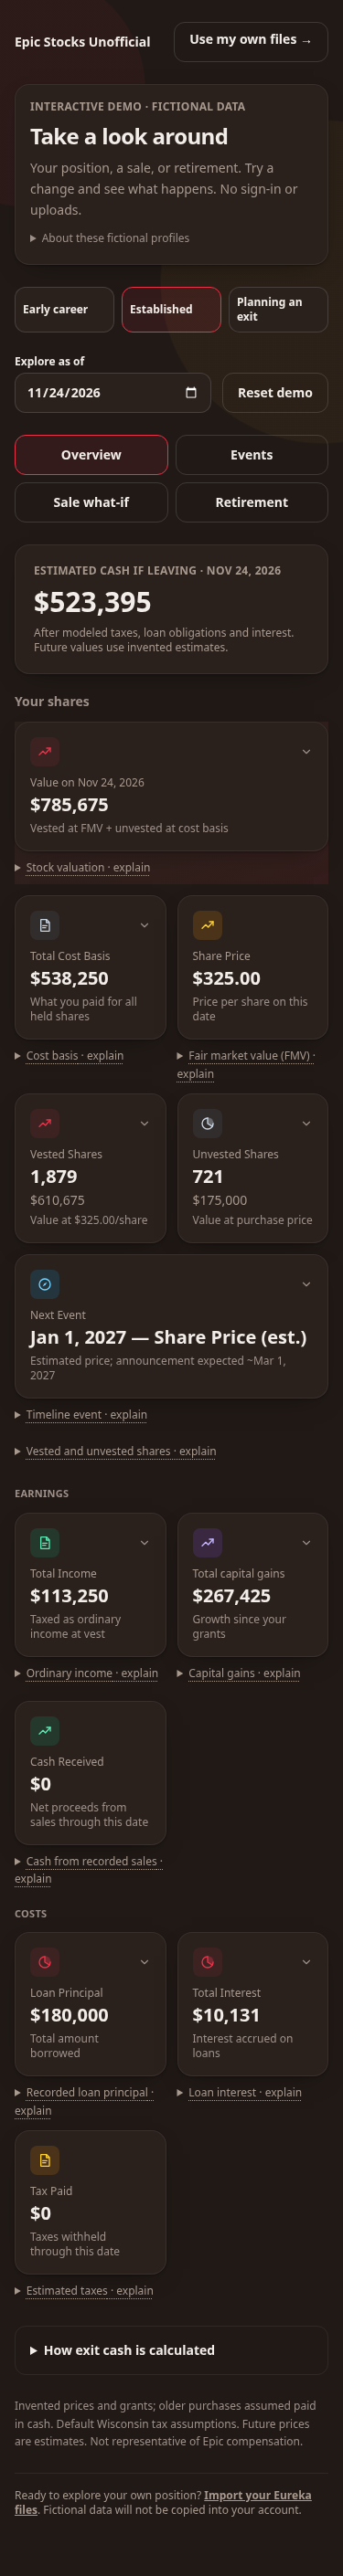 Epic Stocks Unofficial
Use my own files →
INTERACTIVE DEMO · FICTIONAL DATA
Take a look around
Your position, a sale, or retirement. Try a
change and see what happens. No sign-in or
uploads.
About these fictional profiles
Early career
Established
Planning an
exit
Explore as of
11/24/2026
Reset demo
Overview
Events
Sale what-if
Retirement
ESTIMATED CASH IF LEAVING · NOV 24, 2026
$523,395
After modeled taxes, loan obligations and interest.
Future values use invented estimates.
Your shares
Value on Nov 24, 2026
$785,675
Vested at FMV + unvested at cost basis
Stock valuation · explain
Total Cost Basis
$538,250
What you paid for all
held shares
Cost basis · explain
Share Price
$325.00
Price per share on this
date
Fair market value (FMV) ·
explain
Vested Shares
1,879
$610,675
Value at $325.00/share
Unvested Shares
721
$175,000
Value at purchase price
Next Event
Jan 1, 2027 — Share Price (est.)
Estimated price; announcement expected ~Mar 1,
2027
Timeline event · explain
Vested and unvested shares · explain
EARNINGS
Total Income
$113,250
Taxed as ordinary
income at vest
Ordinary income · explain
Total capital gains
$267,425
Growth since your
grants
Capital gains · explain
Cash Received
$0
Net proceeds from
sales through this date
Cash from recorded sales ·
explain
COSTS
Loan Principal
$180,000
Total amount
borrowed
Recorded loan principal ·
explain
Total Interest
$10,131
Interest accrued on
loans
Loan interest · explain
Tax Paid
$0
Taxes withheld
through this date
Estimated taxes · explain
How exit cash is calculated
Invented prices and grants; older purchases assumed paid
in cash. Default Wisconsin tax assumptions. Future prices
are estimates. Not representative of Epic compensation.
Ready to explore your own position? Import your Eureka
files. Fictional data will not be copied into your account.